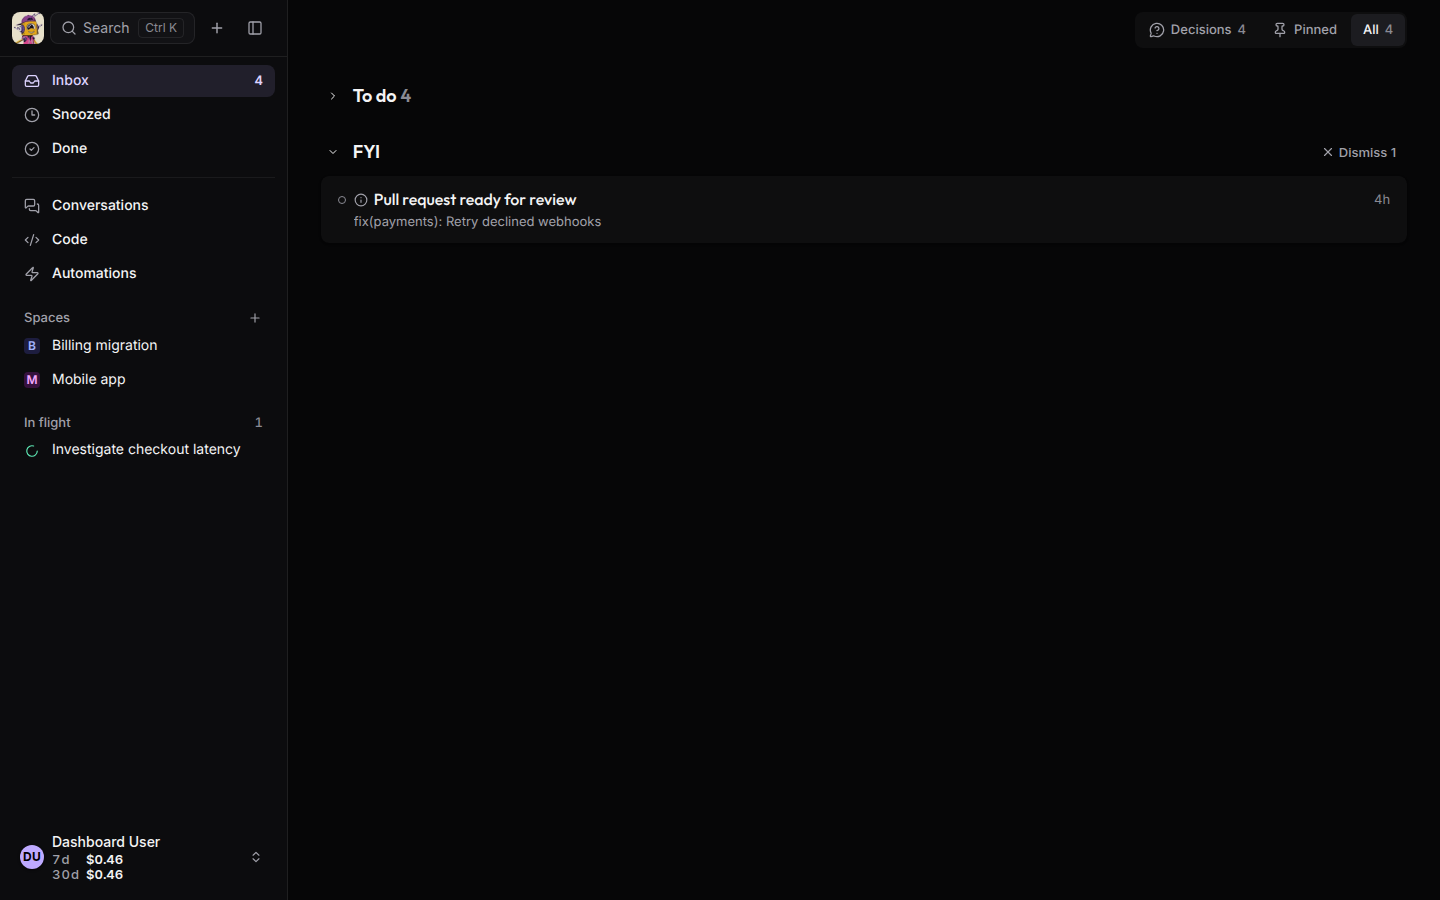 Search Ctrl K
Inbox 4
Snoozed
Done
Conversations
Code
Automations
Spaces
B Billing migration
M Mobile app
In flight 1
Investigate checkout latency
DU Dashboard User
7d $0.46
30d $0.46
Decisions 4 Pinned All 4
To do 4
FYI Dismiss 1
Pull request ready for review 4h
fix(payments): Retry declined webhooks